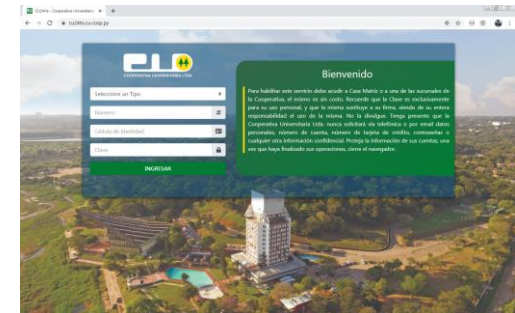 CU24Hs - Cooperativa Universitaria
cu24hs.cu.coop.py
CU
COOPERATIVA UNIVERSITARIA LTDA.
Seleccione un Tipo
Número
#
Cédula de Identidad
Clave
INGRESAR
Bienvenido
Para habilitar este servicio debe acudir a Casa Matriz o a una de las sucursales de
la Cooperativa, el mismo es sin costo. Recuerde que la Clave es exclusivamente
para su uso personal, y que la misma sustituye a su firma, siendo de su entera
responsabilidad el uso de la misma. No la divulgue. Tenga presente que la
Cooperativa Universitaria Ltda. nunca solicitará vía telefónica o por email datos
personales, número de cuenta, número de tarjeta de crédito, contraseñas o
cualquier otra información confidencial. Proteja la información de sus cuentas, una
vez que haya finalizado sus operaciones, cierre el navegador.